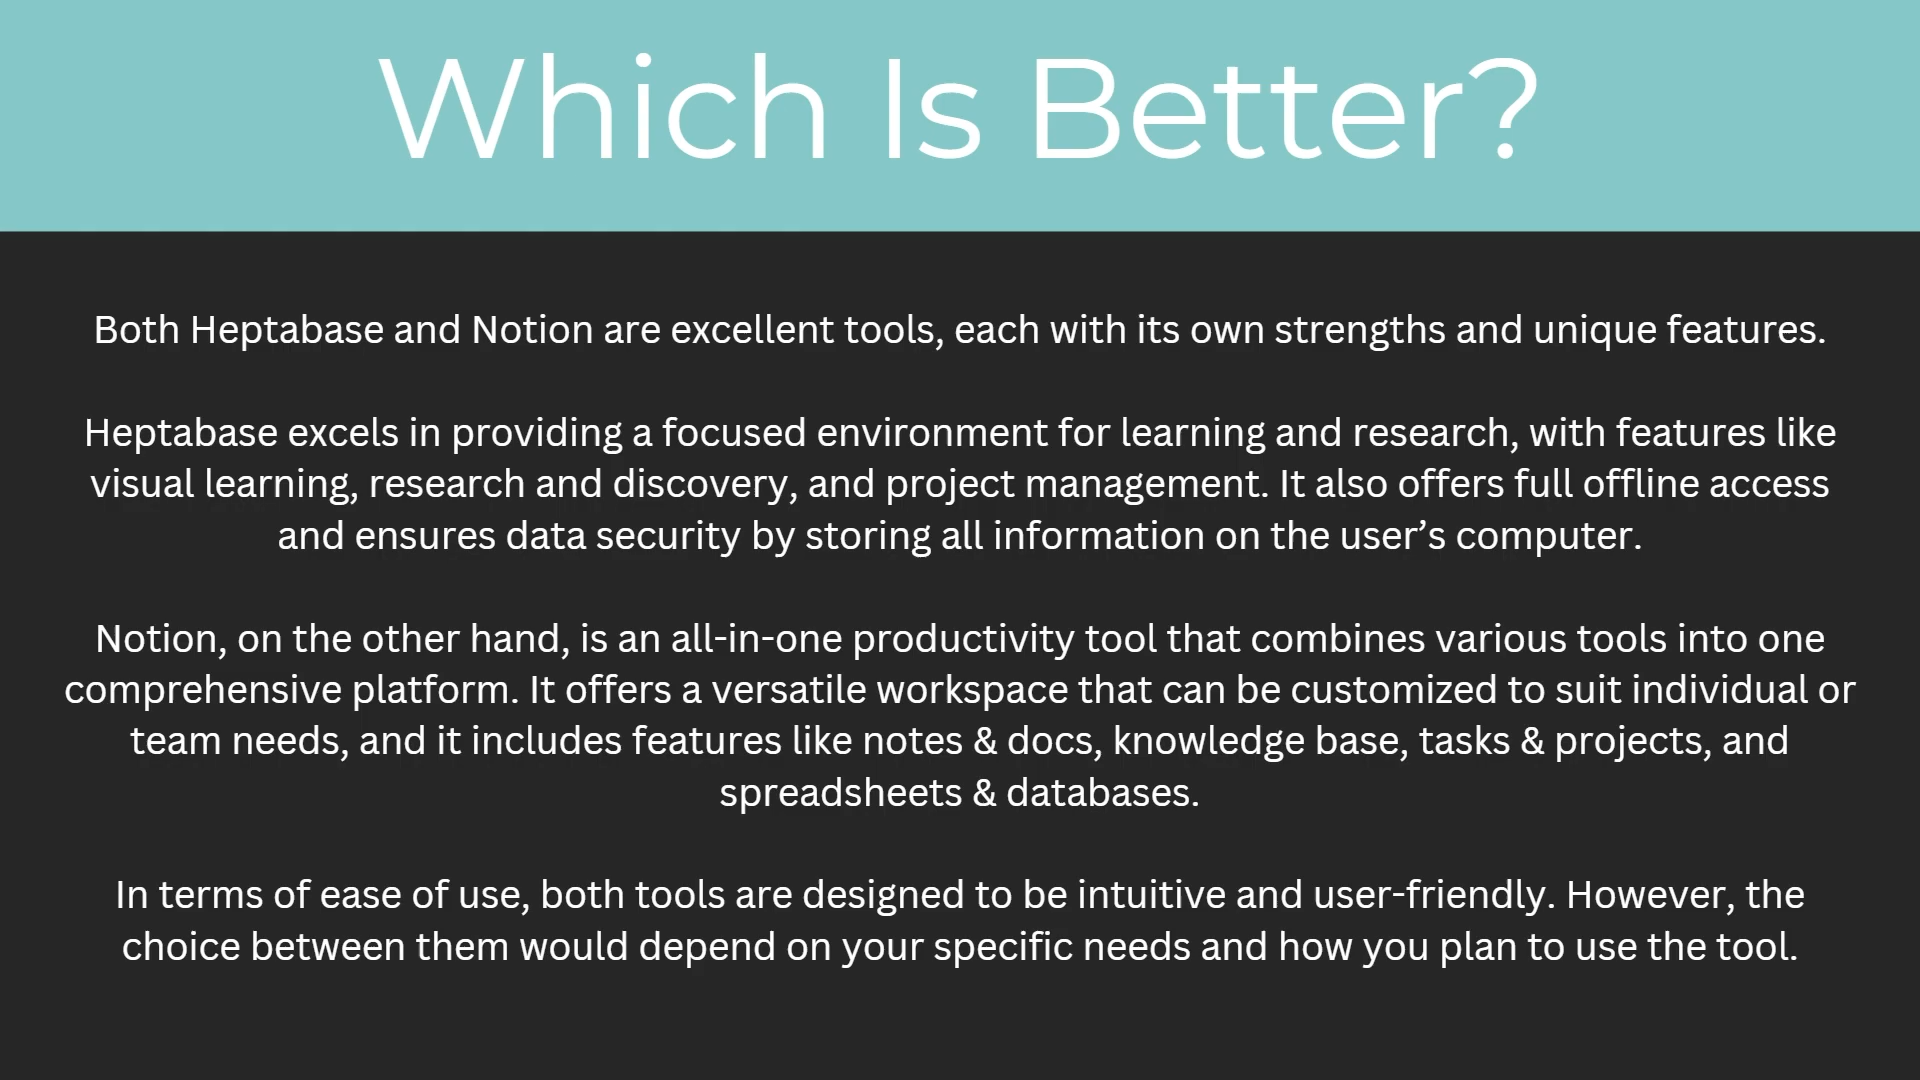 Which Is Better?
Both Heptabase and Notion are excellent tools, each with its own strengths and unique features.
Heptabase excels in providing a focused environment for learning and research, with features like
visual learning, research and discovery, and project management. It also offers full offline access
and ensures data security by storing all information on the user’s computer.
Notion, on the other hand, is an all-in-one productivity tool that combines various tools into one
comprehensive platform. It offers a versatile workspace that can be customized to suit individual or
team needs, and it includes features like notes & docs, knowledge base, tasks & projects, and
spreadsheets & databases.
In terms of ease of use, both tools are designed to be intuitive and user-friendly. However, the
choice between them would depend on your specific needs and how you plan to use the tool.